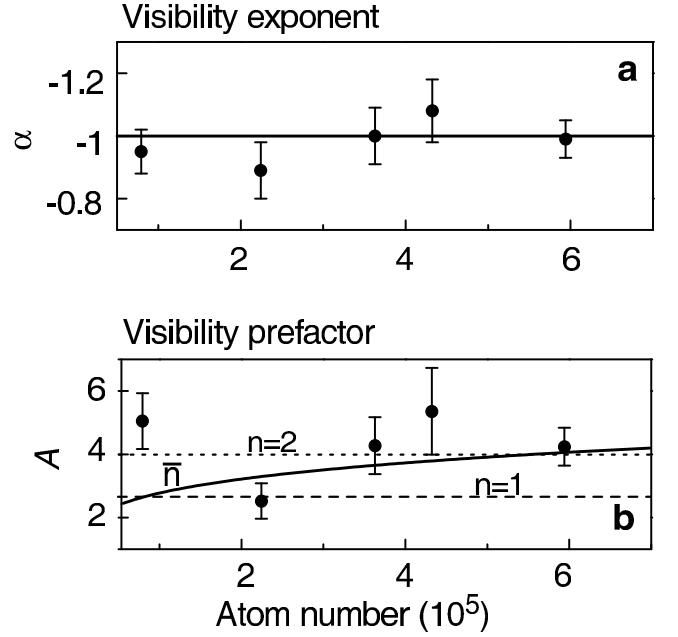 Visibility exponent
a
-1.2
-1
-0.8
α
2 4 6
Visibility prefactor
6
4
2
A
n=2
n̄
n=1
b
2 4 6
Atom number (10⁵)